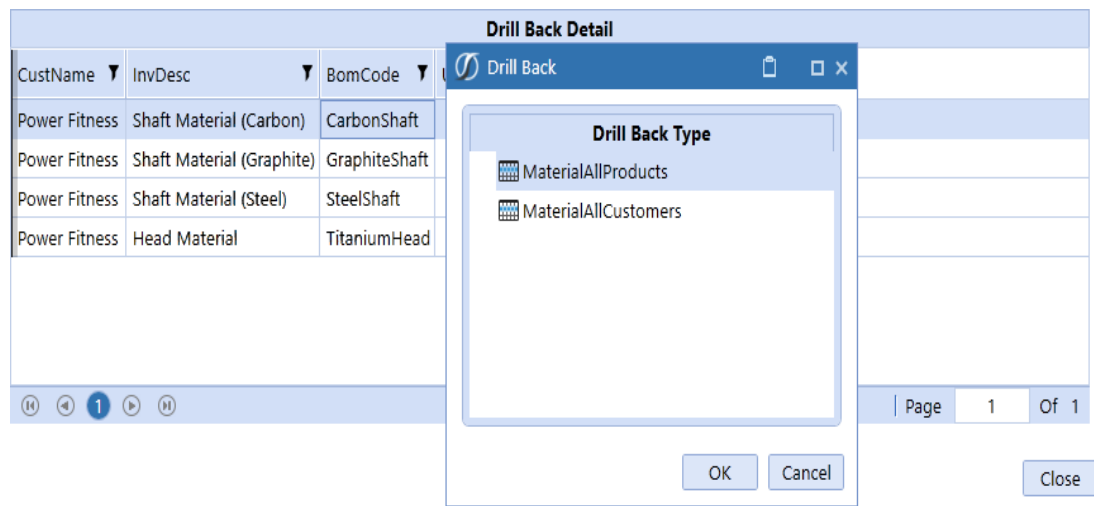 Drill Back Detail
CustName InvDesc BomCode
Drill Back
Power Fitness Shaft Material (Carbon) CarbonShaft
Power Fitness Shaft Material (Graphite) GraphiteShaft
Power Fitness Shaft Material (Steel) SteelShaft
Power Fitness Head Material TitaniumHead
Drill Back Type
MaterialAllProducts
MaterialAllCustomers
1
Page 1 Of 1
OK Cancel
Close